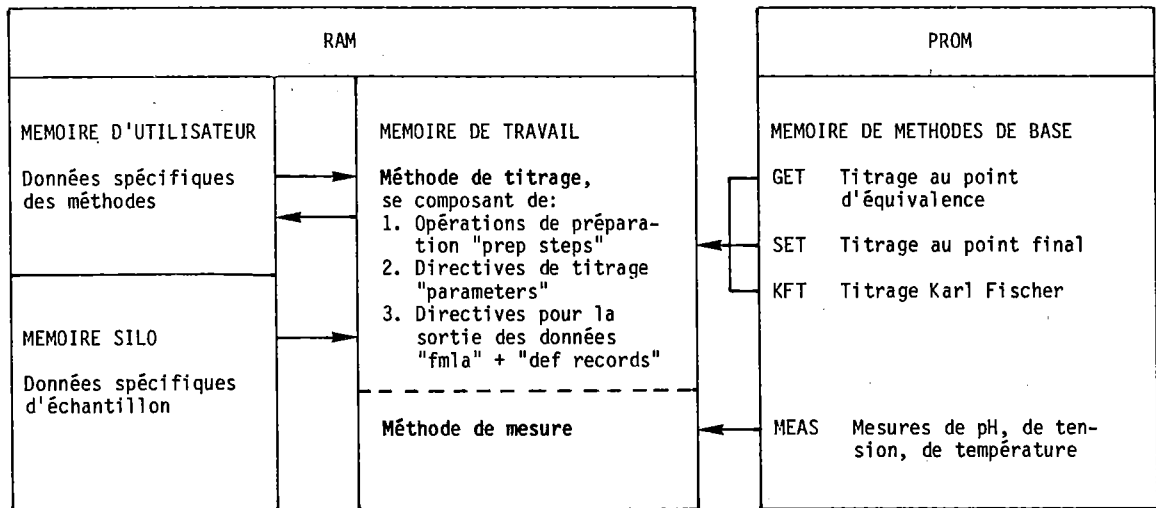 RAM
MEMOIRE D'UTILISATEUR
Données spécifiques
des méthodes
MEMOIRE SILO
Données spécifiques
d'échantillon
MEMOIRE DE TRAVAIL
Méthode de titrage,
se composant de:
1. Opérations de prépara-
tion "prep steps"
2. Directives de titrage
"parameters"
3. Directives pour la
sortie des données
"fmla" + "def records"
Méthode de mesure
PROM
MEMOIRE DE METHODES DE BASE
GET Titrage au point
d'équivalence
SET Titrage au point final
KFT Titrage Karl Fischer
MEAS Mesures de pH, de ten-
sion, de température